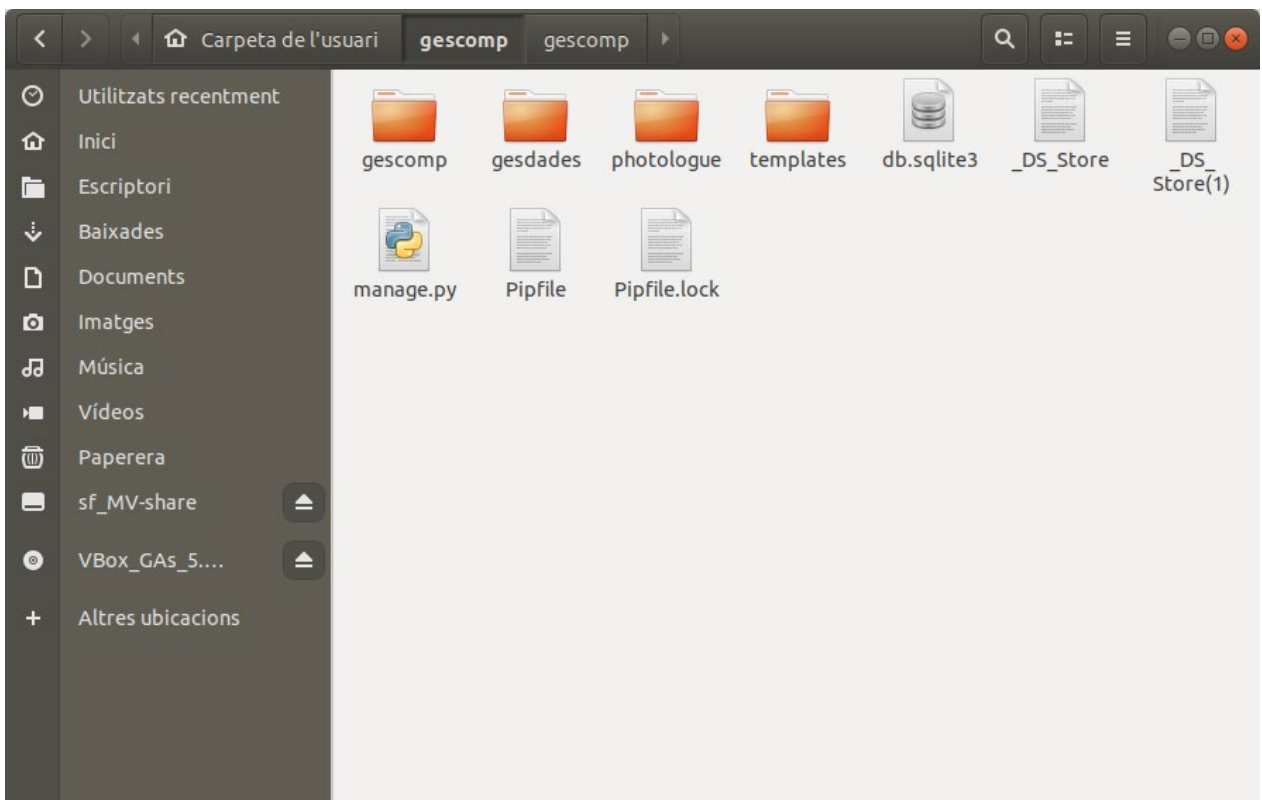 Carpeta de l'usuari gescomp gescomp
Utilitzats recentment
Inici
Escriptori
Baixades
Documents
Imatges
Música
Vídeos
Paperera
sf_MV-share
VBox_GAs_5....
Altres ubicacions
gescomp gesdades photologue templates db.sqlite3 _DS_Store _DS_
Store(1)
manage.py Pipfile Pipfile.lock